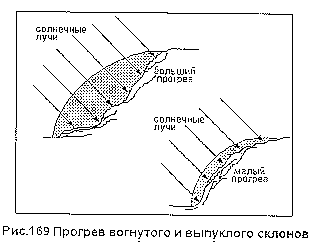 солнечные
лучи
больший
прогрев
солнечные
лучи
малый
прогрев
Рис.169 Прогрев вогнутого и выпуклого склонов